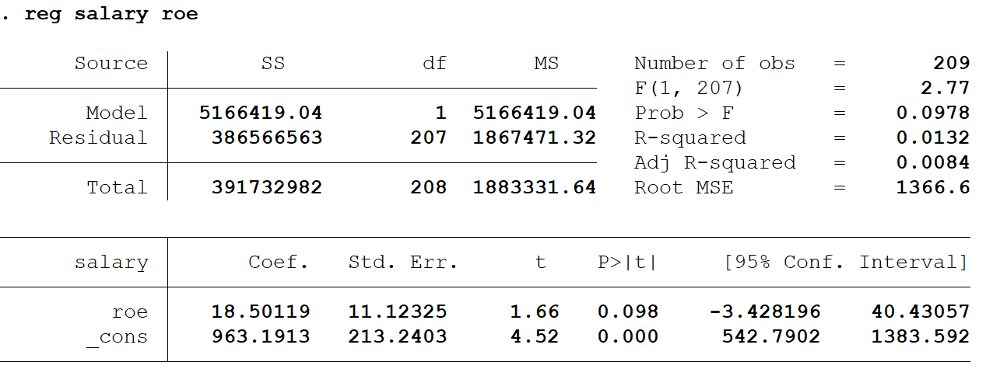 . reg salary roe
Source SS df MS Number of obs = 209
F(1, 207) = 2.77
Model 5166419.04 1 5166419.04 Prob > F = 0.0978
Residual 386566563 207 1867471.32 R-squared = 0.0132
Adj R-squared = 0.0084
Total 391732982 208 1883331.64 Root MSE = 1366.6
salary Coef. Std. Err. t P>|t| [95% Conf. Interval]
roe 18.50119 11.12325 1.66 0.098 -3.428196 40.43057
_cons 963.1913 213.2403 4.52 0.000 542.7902 1383.592